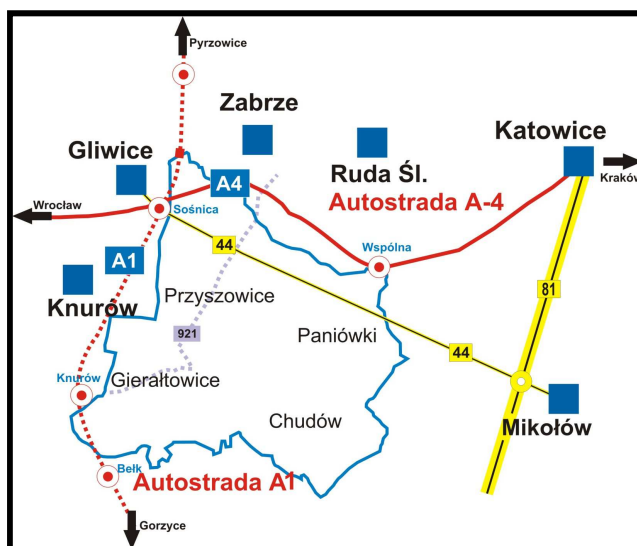 Pyrzowice
Zabrze
Katowice
Gliwice
Ruda Śl.
Kraków
A4
Autostrada A-4
Wrocław
Sośnica
44
Wspólna
A1
81
Przyszowice
Knurów
921
Paniówki
44
Knurów
Gierałtowice
Chudów
Mikołów
Bełk
Autostrada A1
Gorzyce